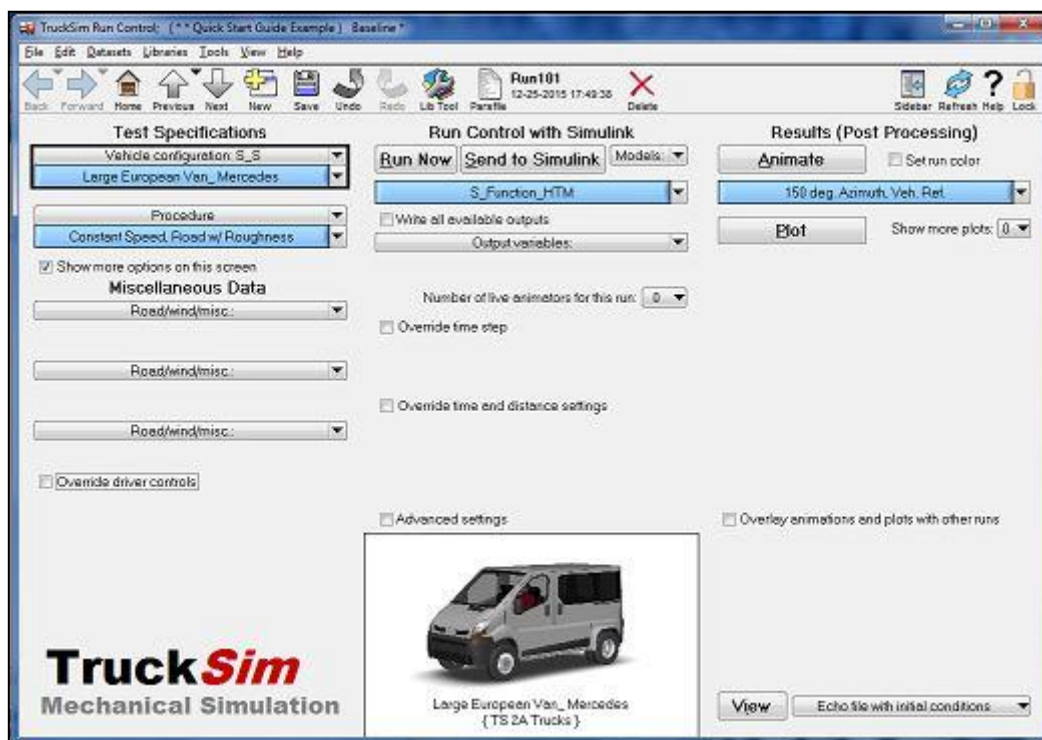 TruckSim Run Control; ( * * Quick Start Guide Example ) Baseline *
File Edit Datasets Libraries Tools View Help
Back Forward Home Previous Next New Save Undo Redo Lib Tool Parsfile Run101 12-25-2015 17:49:38 Delete Sidebar Refresh Help Lock
Test Specifications
Vehicle configuration: S_S
Large European Van_ Mercedes
Procedure
Constant Speed, Road w/ Roughness
Show more options on this screen
Miscellaneous Data
Road/wind/misc.:
Road/wind/misc.:
Road/wind/misc.:
Override driver controls
TruckSim
Mechanical Simulation
Run Control with Simulink
Run Now Send to Simulink Models:
S_Function_HTM
Write all available outputs
Output variables:
Number of live animators for this run: 0
Override time step
Override time and distance settings
Advanced settings
Large European Van_ Mercedes
{ TS 2A Trucks }
Results (Post Processing)
Animate Set run color
150 deg. Azimuth, Veh. Ref.
Plot Show more plots: 0
Overlay animations and plots with other runs
View Echo file with initial conditions